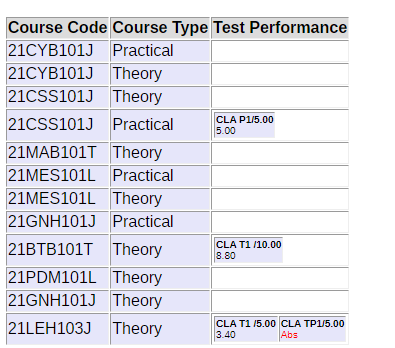 Course Code Course Type Test Performance
21CYB101J Practical
21CYB101J Theory
21CSS101J Theory
21CSS101J Practical CLA P1/5.00
5.00
21MAB101T Theory
21MES101L Practical
21MES101L Theory
21GNH101J Practical
21BTB101T Theory CLA T1 /10.00
8.80
21PDM101L Theory
21GNH101J Theory
21LEH103J Theory CLA T1 /5.00 CLA TP1/5.00
3.40 Abs